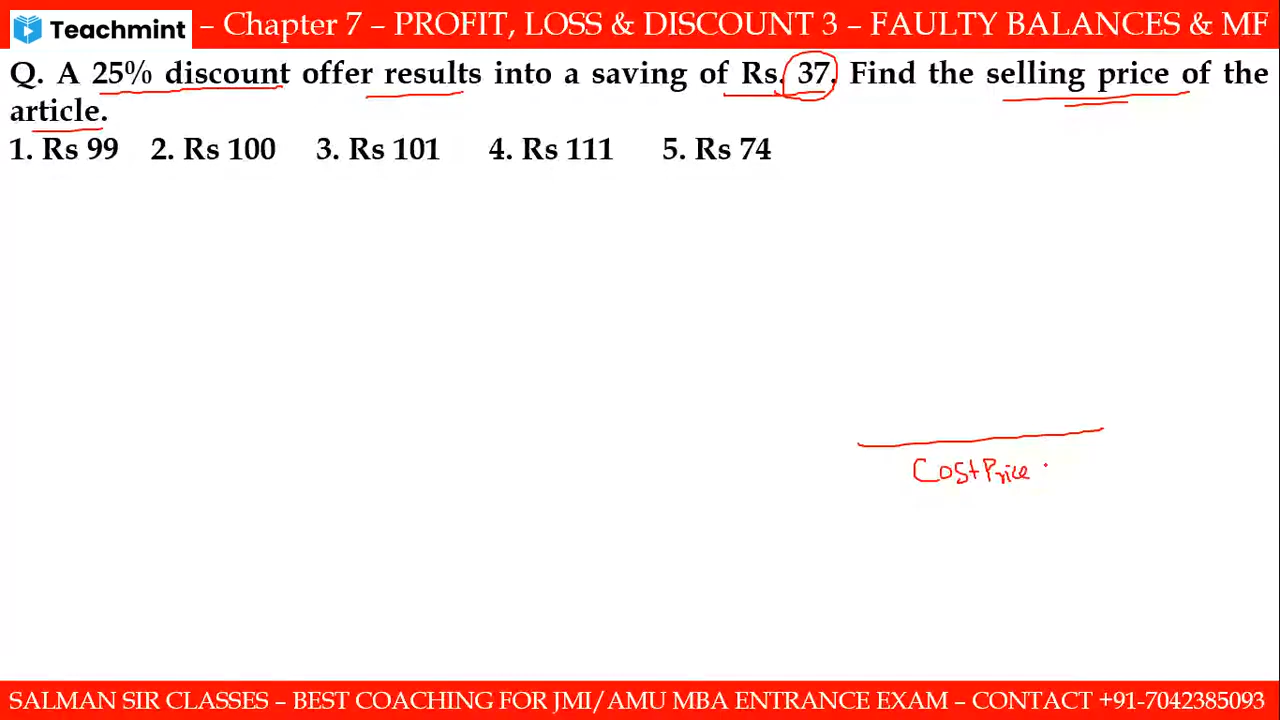 Teachmint – Chapter 7 – PROFIT, LOSS & DISCOUNT 3 – FAULTY BALANCES & MF
Q. A 25% discount offer results into a saving of Rs. 37. Find the selling price of the
article.
1. Rs 99 2. Rs 100 3. Rs 101 4. Rs 111 5. Rs 74
Cost Price
SALMAN SIR CLASSES – BEST COACHING FOR JMI/AMU MBA ENTRANCE EXAM – CONTACT +91-7042385093